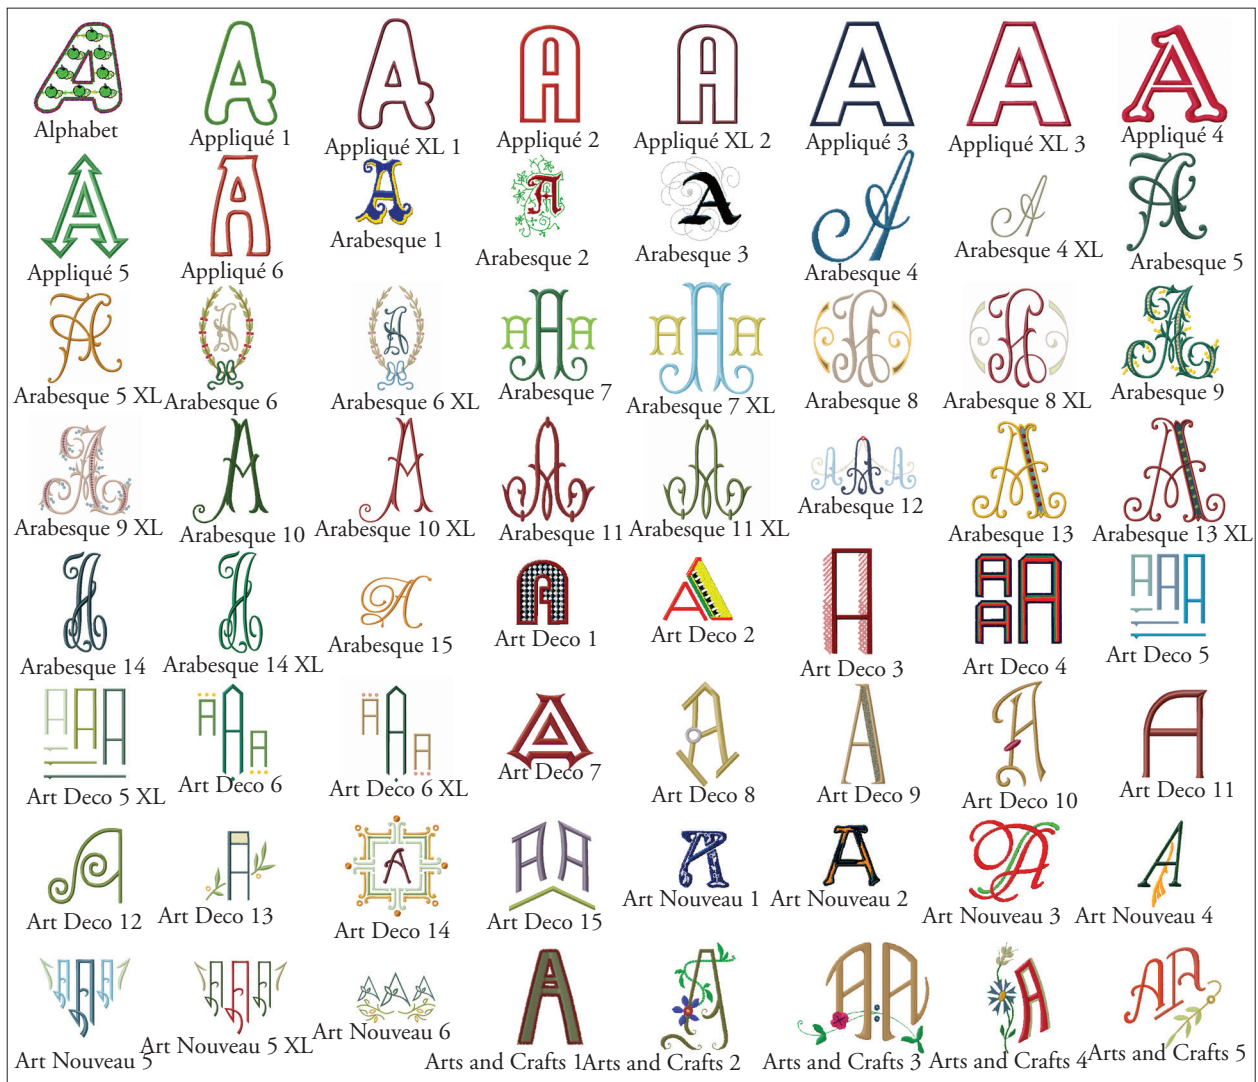 Alphabet Appliqué 1 Appliqué XL 1 Appliqué 2 Appliqué XL 2 Appliqué 3 Appliqué XL 3 Appliqué 4
Appliqué 5 Appliqué 6 Arabesque 1 Arabesque 2 Arabesque 3 Arabesque 4 Arabesque 4 XL Arabesque 5
Arabesque 5 XL Arabesque 6 Arabesque 6 XL Arabesque 7 Arabesque 7 XL Arabesque 8 Arabesque 8 XL Arabesque 9
Arabesque 9 XL Arabesque 10 Arabesque 10 XL Arabesque 11 Arabesque 11 XL Arabesque 12 Arabesque 13 Arabesque 13 XL
Arabesque 14 Arabesque 14 XL Arabesque 15 Art Deco 1 Art Deco 2 Art Deco 3 Art Deco 4 Art Deco 5
Art Deco 5 XL Art Deco 6 Art Deco 6 XL Art Deco 7 Art Deco 8 Art Deco 9 Art Deco 10 Art Deco 11
Art Deco 12 Art Deco 13 Art Deco 14 Art Deco 15 Art Nouveau 1 Art Nouveau 2 Art Nouveau 3 Art Nouveau 4
Art Nouveau 5 Art Nouveau 5 XL Art Nouveau 6 Arts and Crafts 1 Arts and Crafts 2 Arts and Crafts 3 Arts and Crafts 4 Arts and Crafts 5